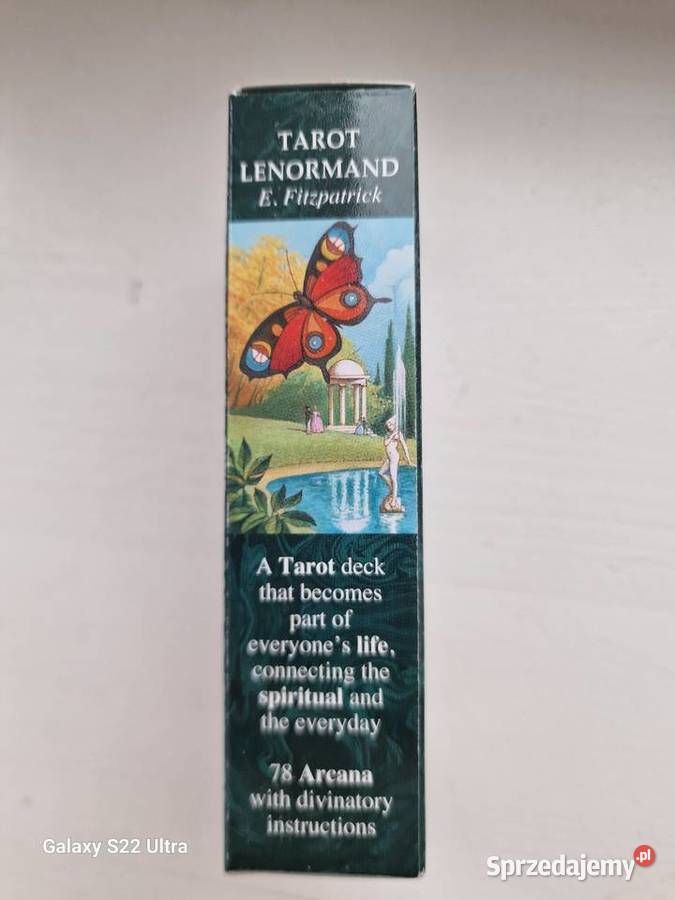 TAROT
LENORMAND
E. Fitzpatrick
A Tarot deck
that becomes
part of
everyone's life,
connecting the
spiritual and
the everyday
78 Arcana
with divinatory
instructions
Galaxy S22 Ultra
Sprzedajemy.pl